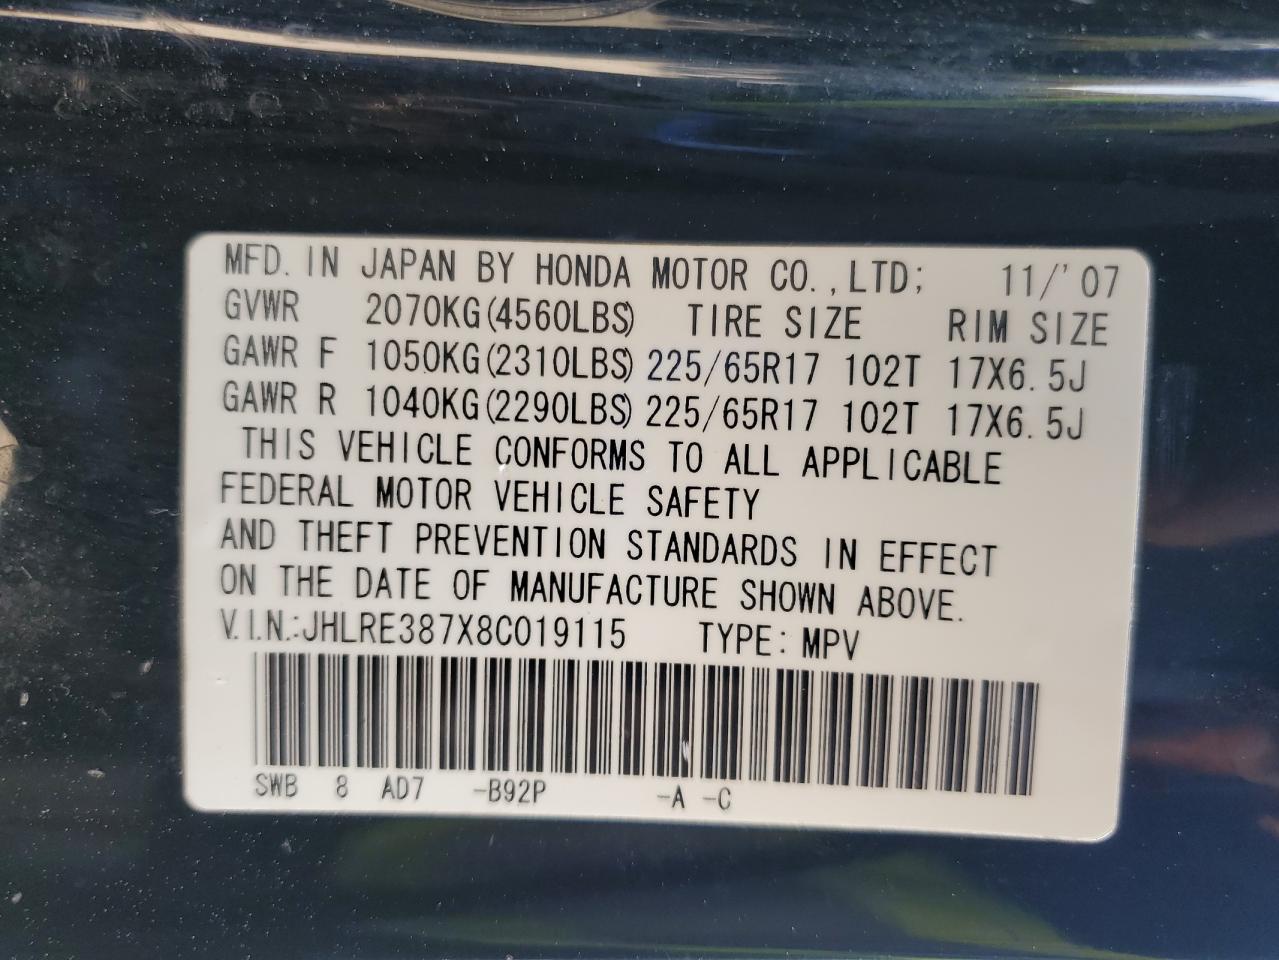 MFD. IN JAPAN BY HONDA MOTOR CO., LTD; 11/'07
GVWR 2070KG(4560LBS) TIRE SIZE RIM SIZE
GAWR F 1050KG(2310LBS) 225/65R17 102T 17X6.5J
GAWR R 1040KG(2290LBS) 225/65R17 102T 17X6.5J
THIS VEHICLE CONFORMS TO ALL APPLICABLE
FEDERAL MOTOR VEHICLE SAFETY
AND THEFT PREVENTION STANDARDS IN EFFECT
ON THE DATE OF MANUFACTURE SHOWN ABOVE.
V.I.N.:JHLRE387X8C019115 TYPE: MPV
SWB 8 AD7 -B92P -A -C